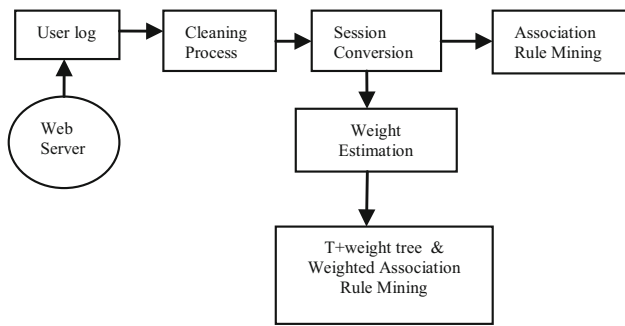 User log
Cleaning
Process
Session
Conversion
Association
Rule Mining
Web
Server
Weight
Estimation
T+weight tree &
Weighted Association
Rule Mining